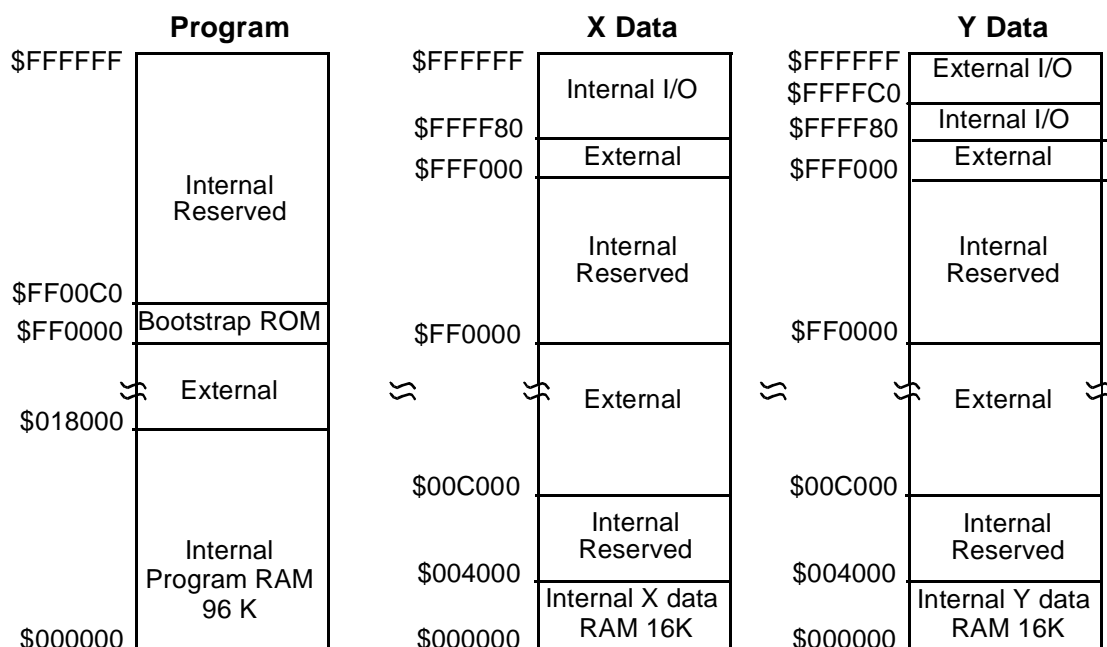 Program
$FFFFFF
Internal
Reserved
$FF00C0
Bootstrap ROM
$FF0000
External
$018000
Internal
Program RAM
96 K
$000000
X Data
$FFFFFF
Internal I/O
$FFFF80
External
$FFF000
Internal
Reserved
$FF0000
External
$00C000
Internal
Reserved
$004000
Internal X data
RAM 16K
$000000
Y Data
$FFFFFF
External I/O
$FFFFC0
Internal I/O
$FFFF80
External
$FFF000
Internal
Reserved
$FF0000
External
$00C000
Internal
Reserved
$004000
Internal Y data
RAM 16K
$000000